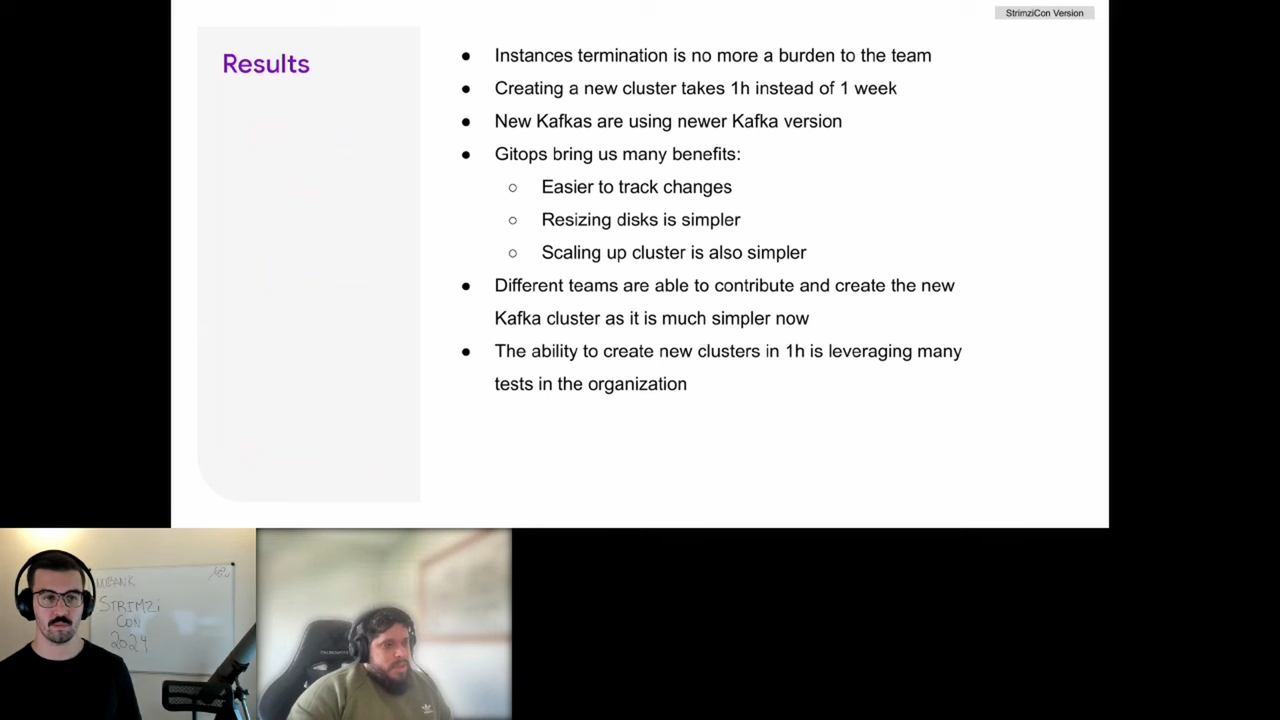 StrimziCon Version
Results
● Instances termination is no more a burden to the team
● Creating a new cluster takes 1h instead of 1 week
● New Kafkas are using newer Kafka version
● Gitops bring us many benefits:
○ Easier to track changes
○ Resizing disks is simpler
○ Scaling up cluster is also simpler
● Different teams are able to contribute and create the new
Kafka cluster as it is much simpler now
● The ability to create new clusters in 1h is leveraging many
tests in the organization
NUBANK
STRIMZi
CON
2024